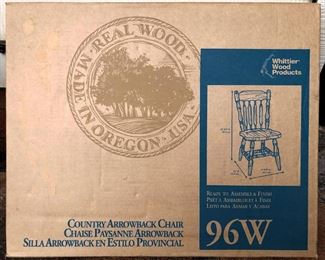 REAL WOOD
MADE IN OREGON, USA
Whittier
Wood
Products
COUNTRY ARROWBACK CHAIR
CHAISE PAYSANNE ARROWBACK
SILLA ARROWBACK EN ESTILO PROVINCIAL
READY TO ASSEMBLE & FINISH
PRÊT À ASSEMBLER ET À FINIR
LISTO PARA ARMAR Y ACABAR
96W